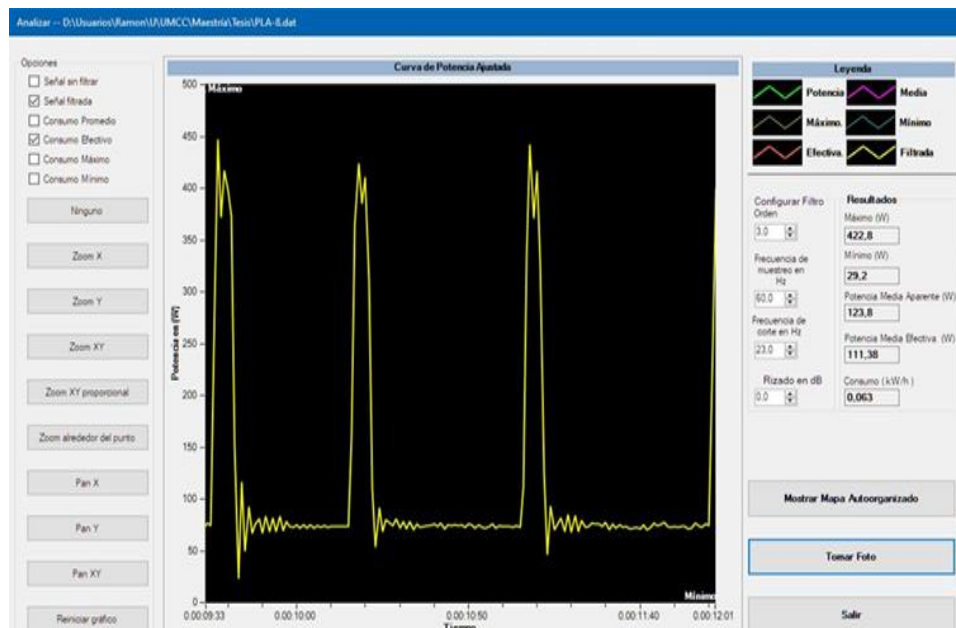 Analizar -- D:\Usuarios\Ramon\U\UMCC\Maestría\Tesis\PLA-8.dat
Opciones
Señal sin filtrar
Señal filtrada
Consumo Promedio
Consumo Efectivo
Consumo Máximo
Consumo Mínimo
Ninguno
Zoom X
Zoom Y
Zoom XY
Zoom XY proporcional
Zoom alrededor del punto
Pan X
Pan Y
Pan XY
Reiniciar gráfico
Curva de Potencia Ajustada
Máximo
Potencia en (W)
500
450
400
350
300
250
200
150
100
50
0
Mínimo
0.00:09:33 0.00:10:00 0.00:10:50 0.00:11:40 0.00:12:01
Tiempo
Leyenda
Potencia Media
Máximo. Mínimo
Efectiva. Filtrada
Configurar Filtro
Orden
3.0
Frecuencia de
muestreo en
Hz
60.0
Frecuencia de
corte en Hz
23.0
Rizado en dB
0.0
Resultados
Máximo (W)
422,8
Mínimo (W)
29,2
Potencia Media Aparente (W)
123,8
Potencia Media Efectiva (W)
111,38
Consumo ( kW/h )
0,063
Mostrar Mapa Autoorganizado
Tomar Foto
Salir